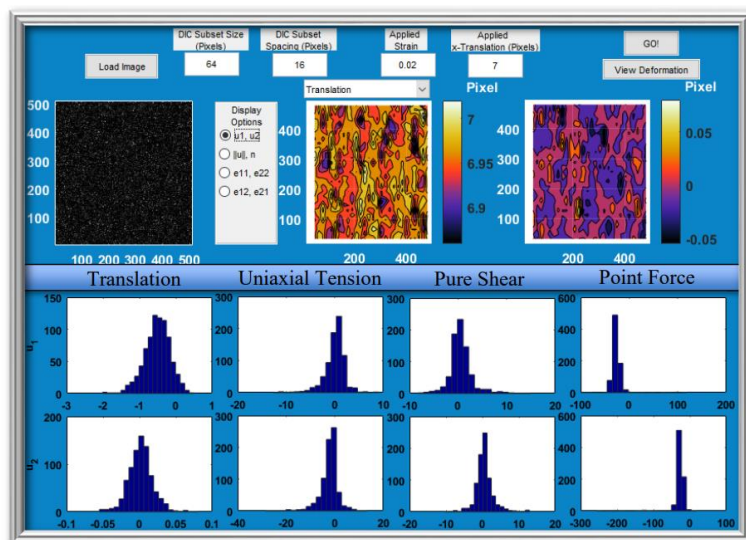 DIC Subset Size (Pixels)
DIC Subset Spacing (Pixels)
Applied Strain
Applied x-Translation (Pixels)
GO!
Load Image
64
16
0.02
7
View Deformation
Translation
Pixel
Pixel
500
400
300
200
100
100 200 300 400 500
Display Options
u1, u2
||u||, n
e11, e22
e12, e21
400
300
200
100
200 400
7
6.95
6.9
400
300
200
100
200 400
0.05
0
-0.05
Translation Uniaxial Tension Pure Shear Point Force
u1
150
100
50
0
-3 -2 -1 0 1
300
200
100
0
-20 -10 0 10
300
200
100
0
-10 0 10 20
600
400
200
0
-100 0 100 200
u2
200
100
0
-0.1 -0.05 0 0.05 0.1
300
200
100
0
-40 -20 0 20
300
200
100
0
-20 -10 0 10 20
600
400
200
0
-300 -200 -100 0 100